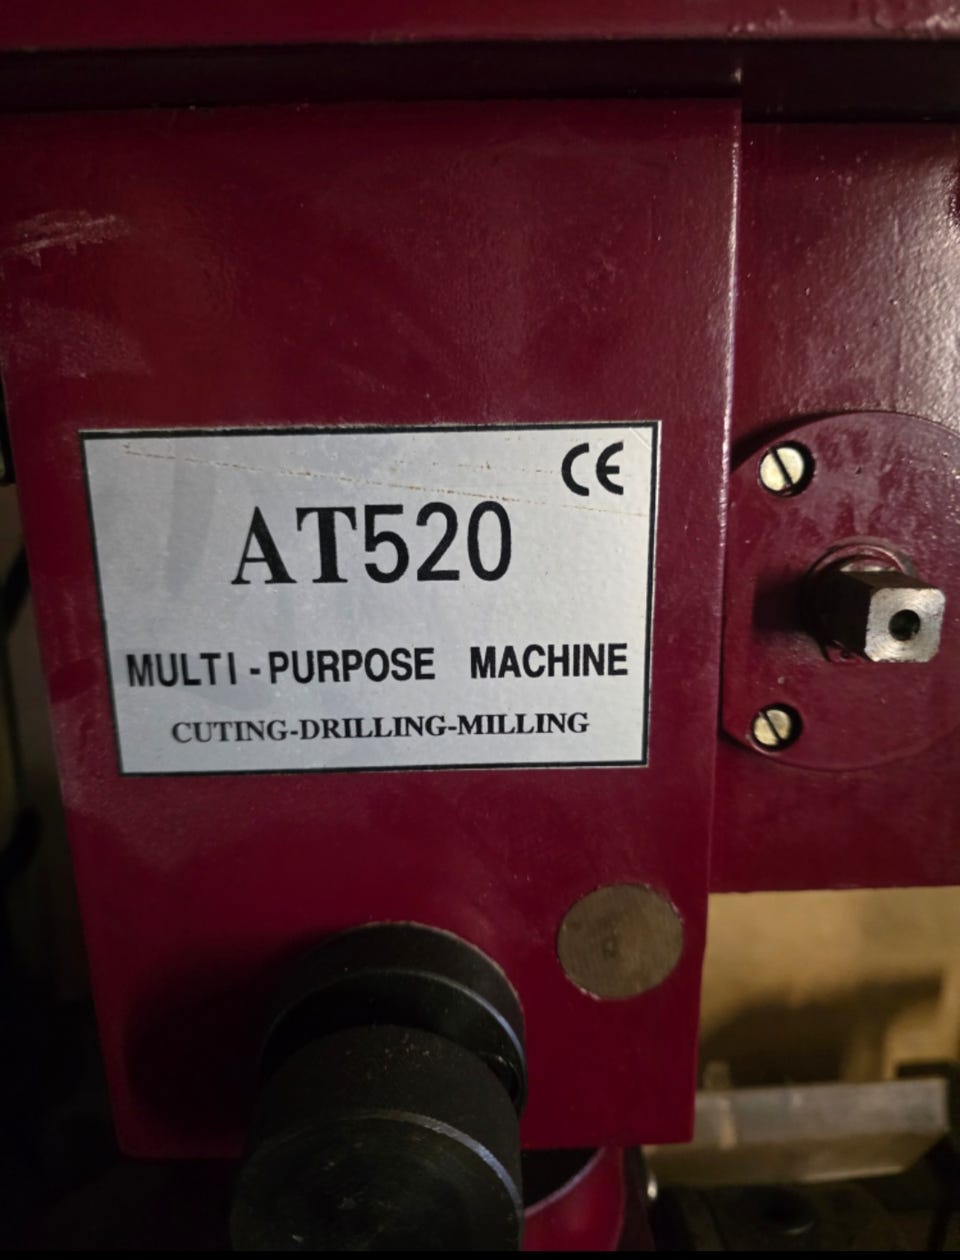 CE
AT520
MULTI-PURPOSE MACHINE
CUTING-DRILLING-MILLING